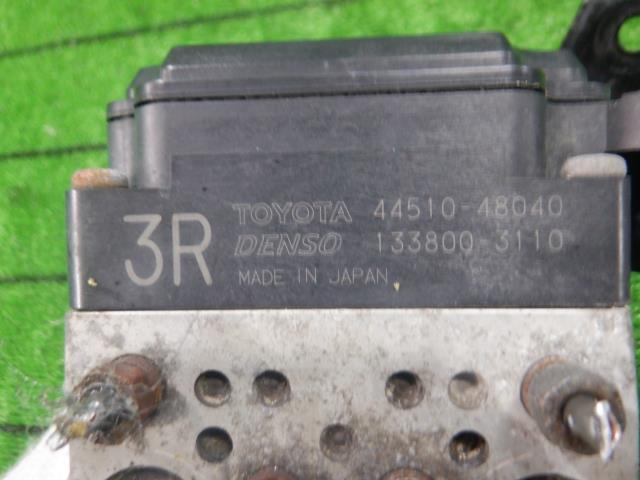 3R TOYOTA 44510-48040
DENSO 133800-3110
MADE IN JAPAN